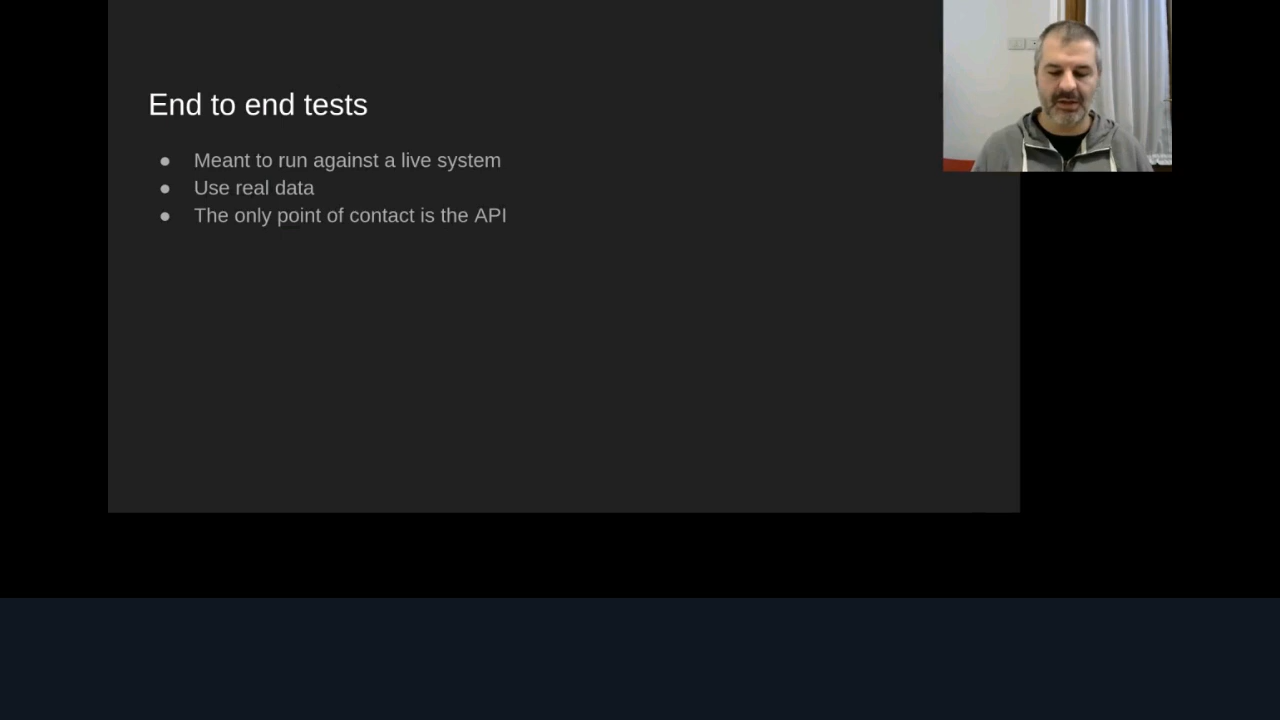 End to end tests
● Meant to run against a live system
● Use real data
● The only point of contact is the API